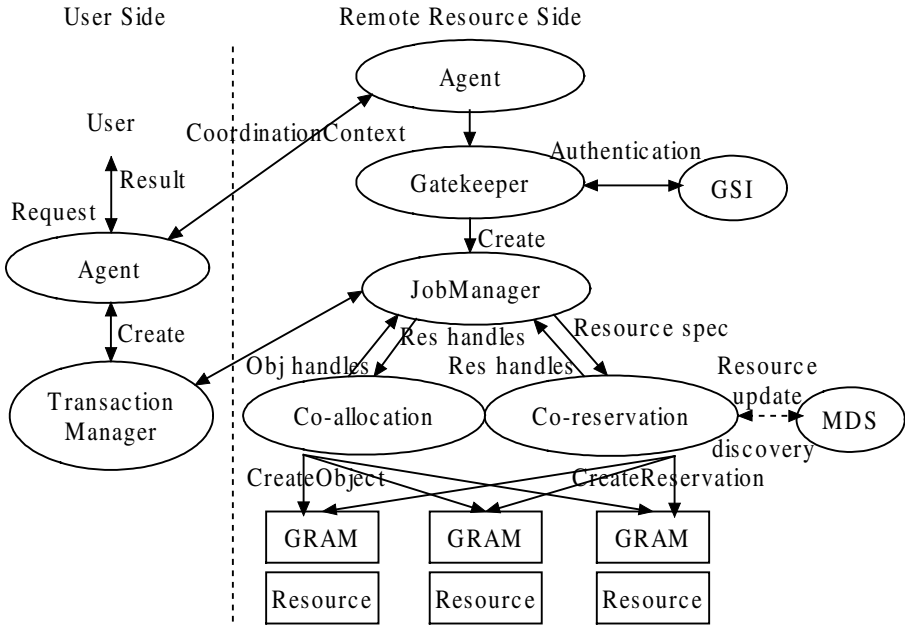 User Side
Remote Resource Side
Agent
User
CoordinationContext
Authentication
Result
Gatekeeper
GSI
Request
Create
Agent
JobManager
Create
Res handles
Resource spec
Obj handles
Res handles
Resource
update
Transaction
Manager
Co-allocation
Co-reservation
MDS
discovery
CreateObject
CreateReservation
GRAM
GRAM
GRAM
Resource
Resource
Resource